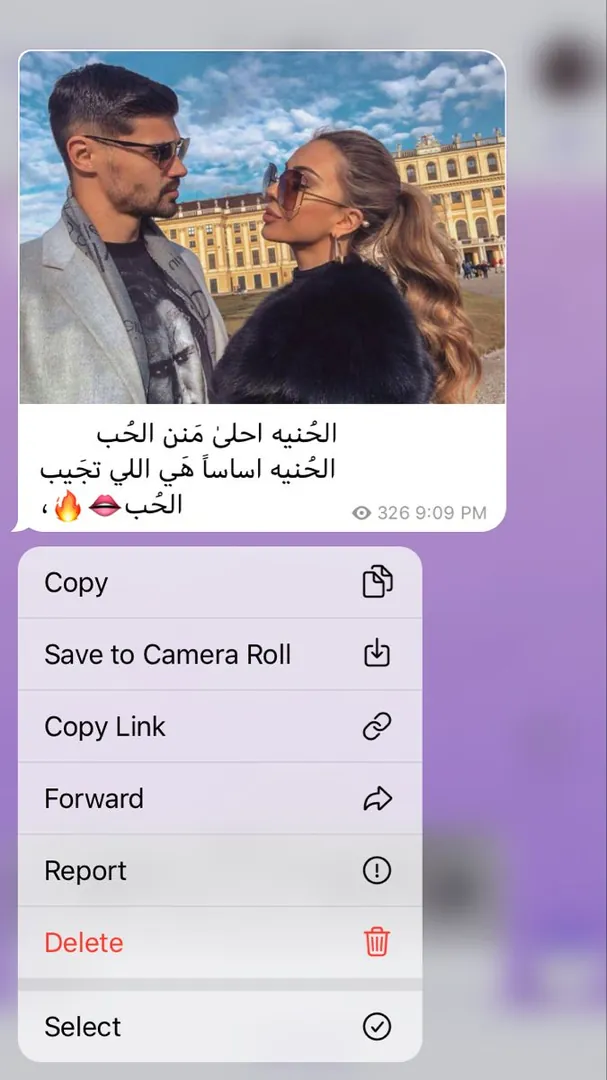 الحُنيه احلىٰ مَنن الحُب
الحُنيه اساساً هَي اللي تجَيب
الحُب👄🔥،
326 9:09 PM
Copy
Save to Camera Roll
Copy Link
Forward
Report
Delete
Select